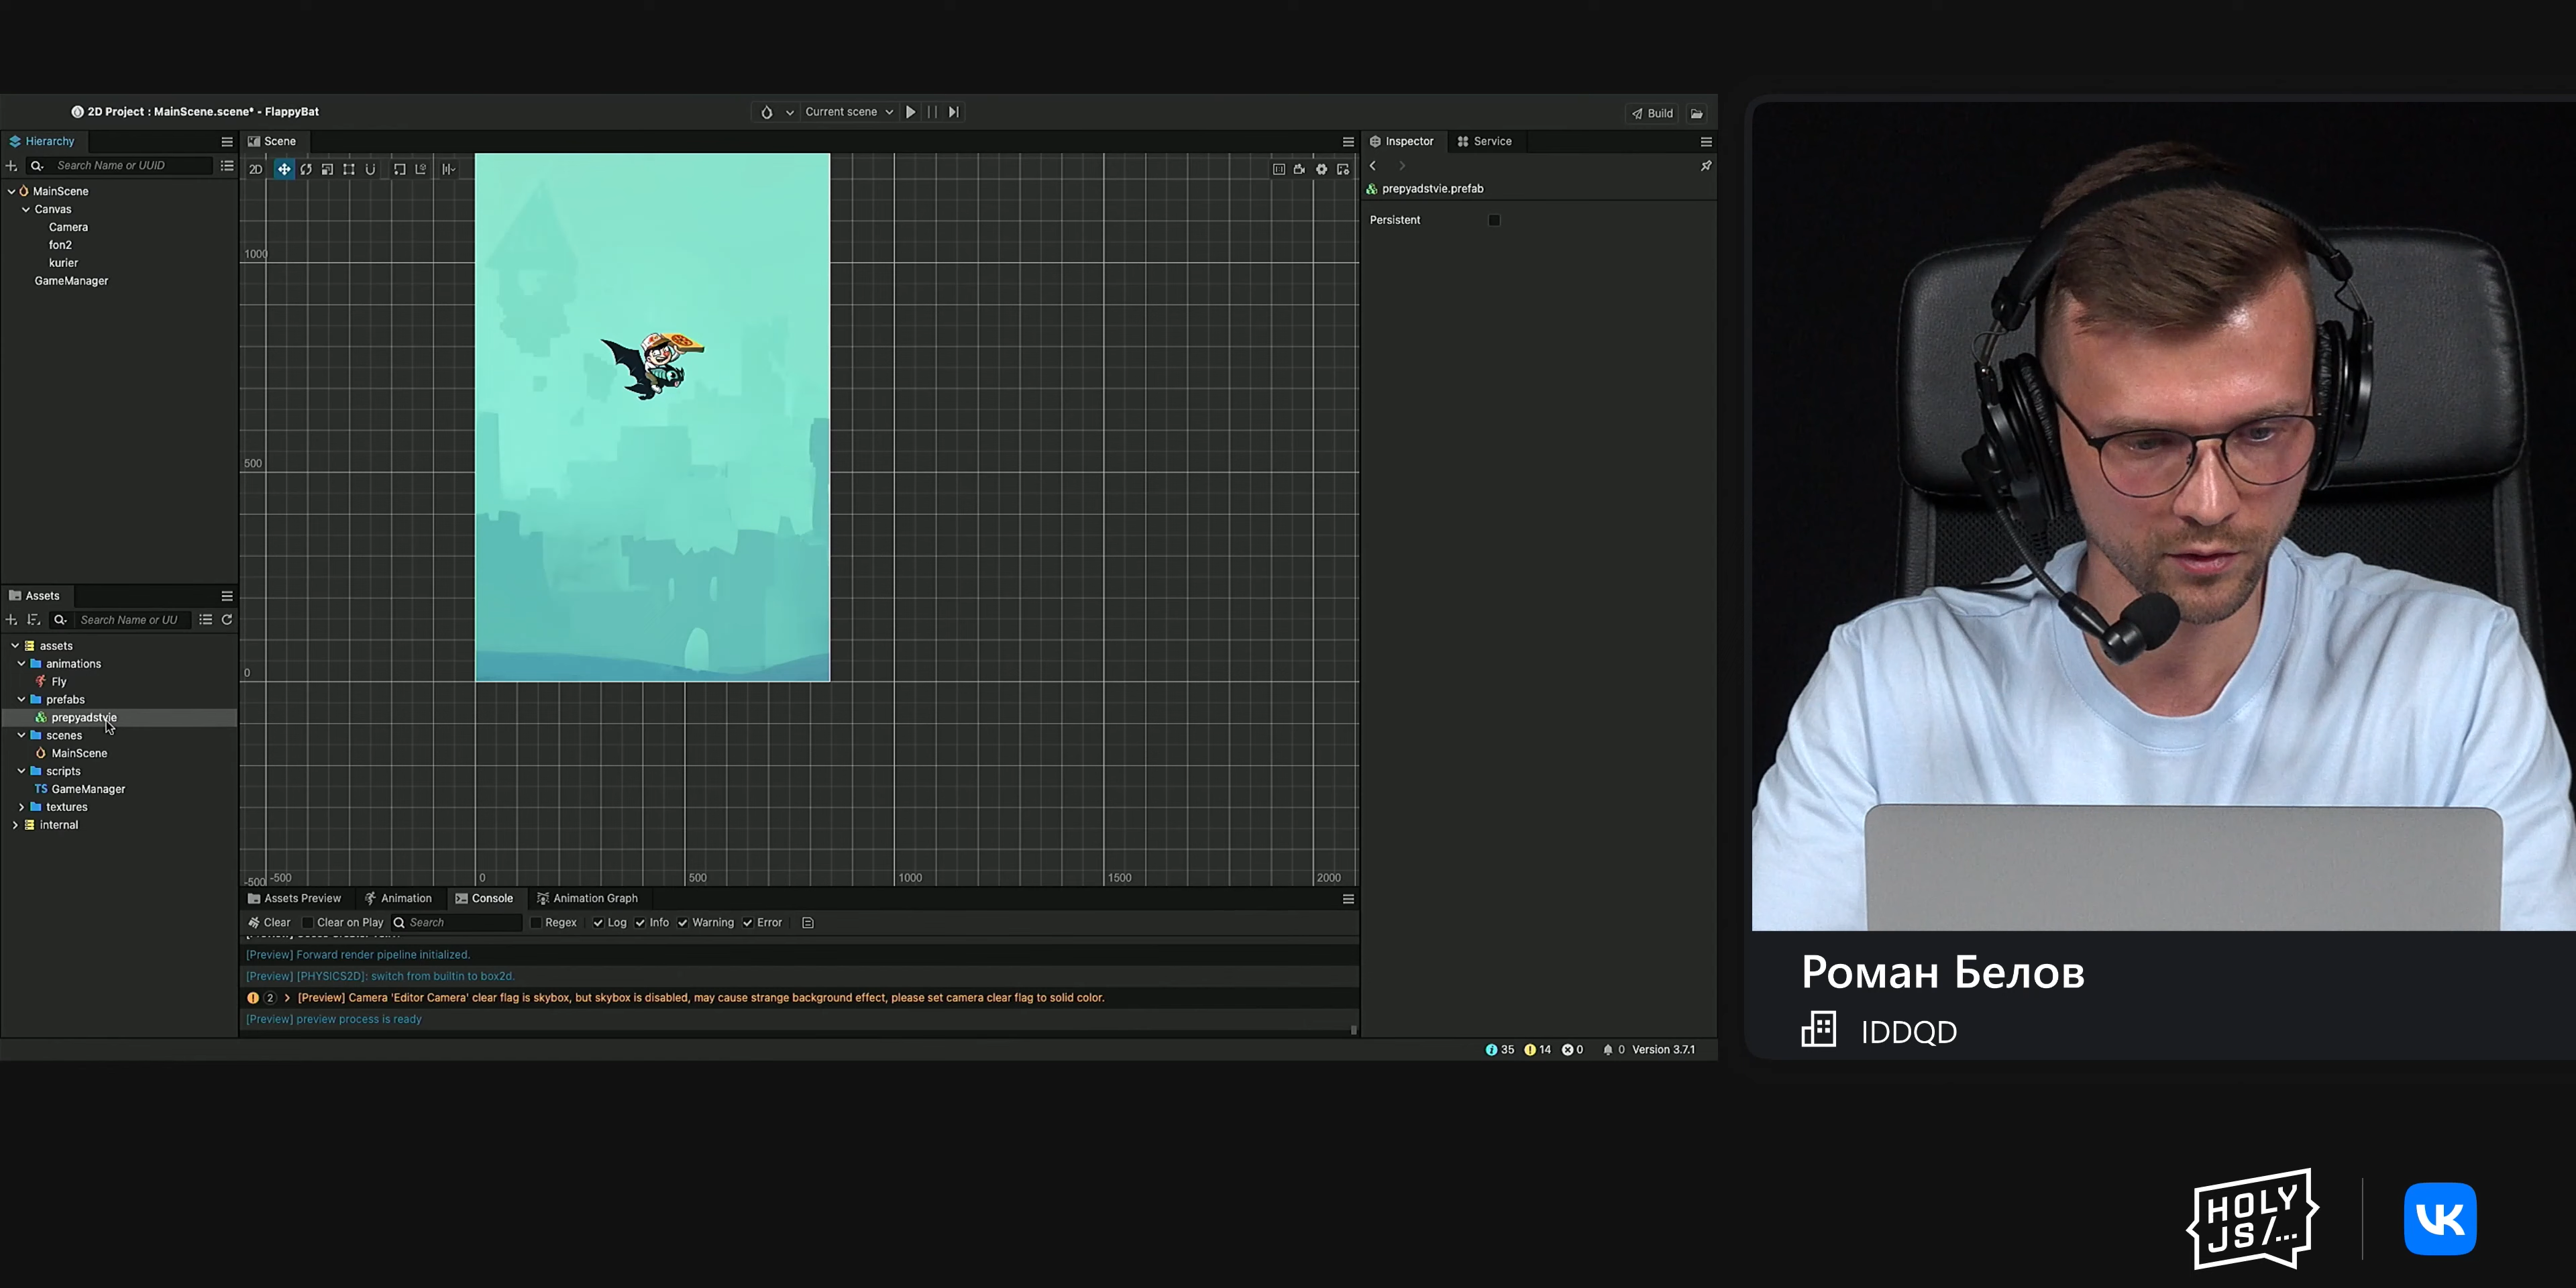 2D Project : MainScene.scene* - FlappyBat
Current scene
Build
Hierarchy
Search Name or UUID
MainScene
Canvas
Camera
fon2
kurier
GameManager
Assets
Search Name or UU
assets
animations
Fly
prefabs
prepyadstvie
scenes
MainScene
scripts
TS GameManager
textures
internal
Scene
2D
1000
500
0
-500 -500 0 500 1000 1500 2000
Assets Preview Animation Console Animation Graph
Clear Clear on Play Search Regex Log Info Warning Error
[Preview] Forward render pipeline initialized.
[Preview] [PHYSICS2D]: switch from builtin to box2d.
2 [Preview] Camera 'Editor Camera' clear flag is skybox, but skybox is disabled, may cause strange background effect, please set camera clear flag to solid color.
[Preview] preview process is ready
Inspector Service
prepyadstvie.prefab
Persistent
35 14 0 0 Version 3.7.1
Роман Белов
IDDQD
HOLY
JS/...
VK